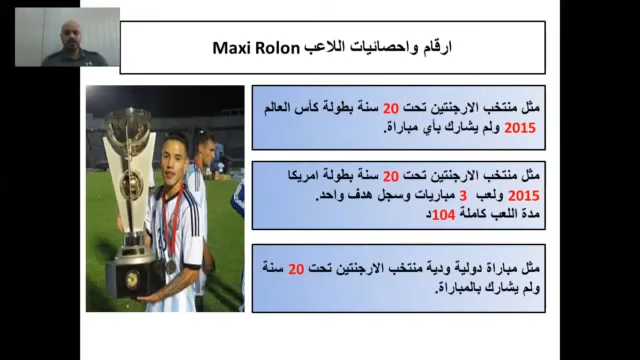 ارقام واحصائيات اللاعب Maxi Rolon
مثل منتخب الارجنتين تحت 20 سنة بطولة كأس العالم
2015 ولم يشارك بأي مباراة.
مثل منتخب الارجنتين تحت 20 سنة بطولة امريكا
2015 ولعب 3 مباريات وسجل هدف واحد.
مدة اللعب كاملة 104د
مثل مباراة دولية ودية منتخب الارجنتين تحت 20 سنة
ولم يشارك بالمباراة.